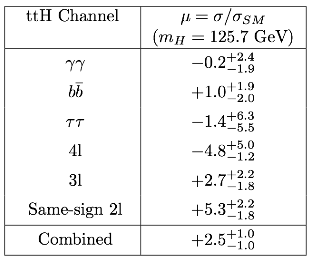 ttH Channel μ = σ/σ_SM
(m_H = 125.7 GeV)
γγ −0.2^{+2.4}_{−1.9}
bb̄ +1.0^{+1.9}_{−2.0}
ττ −1.4^{+6.3}_{−5.5}
4l −4.8^{+5.0}_{−1.2}
3l +2.7^{+2.2}_{−1.8}
Same-sign 2l +5.3^{+2.2}_{−1.8}
Combined +2.5^{+1.0}_{−1.0}